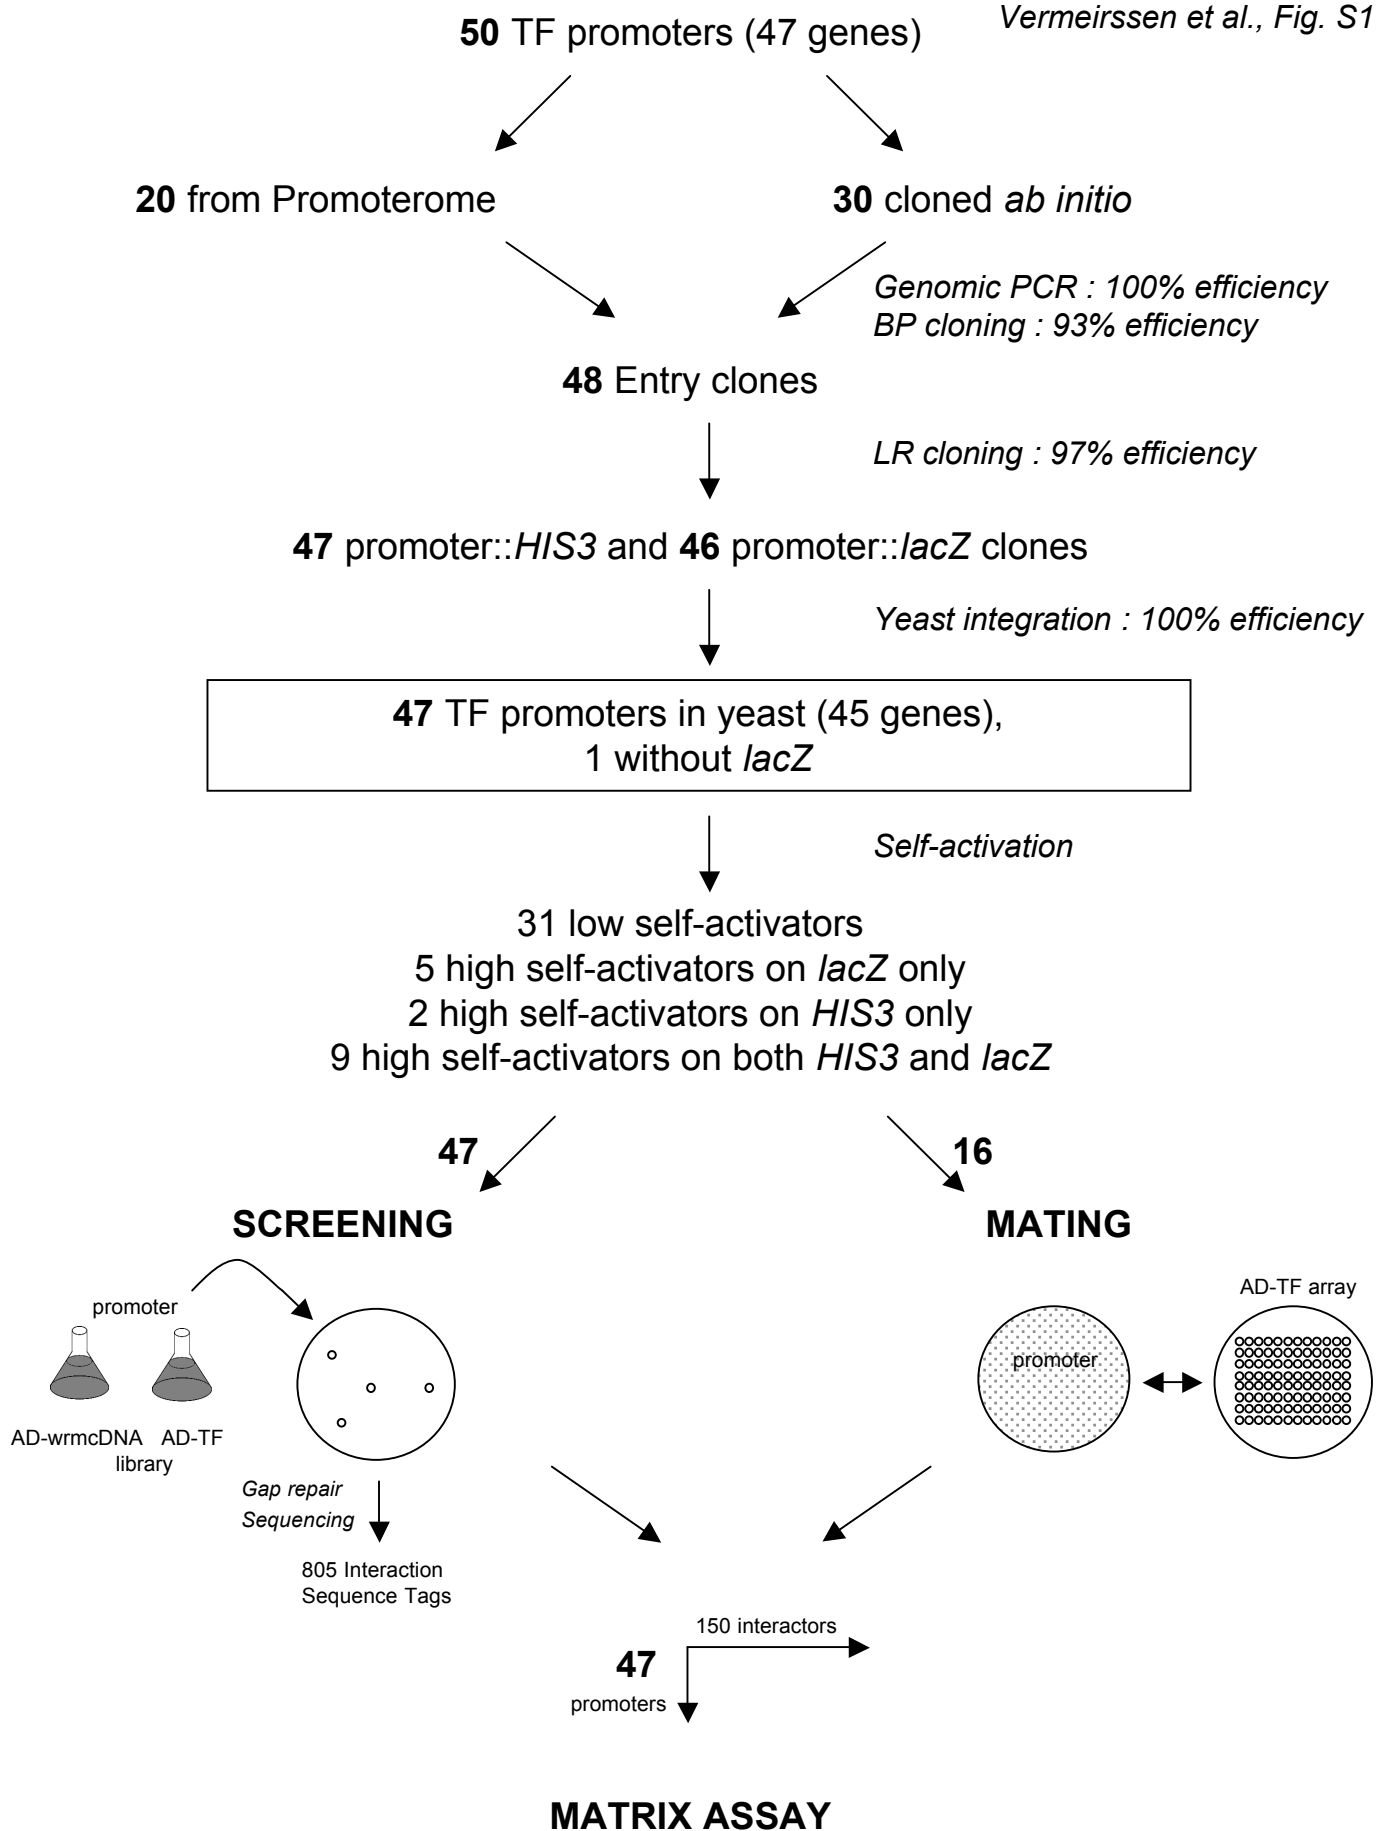 Vermeirssen et al., Fig. S1
50 TF promoters (47 genes)
20 from Promoterome
30 cloned ab initio
Genomic PCR : 100% efficiency
BP cloning : 93% efficiency
48 Entry clones
LR cloning : 97% efficiency
47 promoter::HIS3 and 46 promoter::lacZ clones
Yeast integration : 100% efficiency
47 TF promoters in yeast (45 genes),
1 without lacZ
Self-activation
31 low self-activators
5 high self-activators on lacZ only
2 high self-activators on HIS3 only
9 high self-activators on both HIS3 and lacZ
47
16
SCREENING
MATING
promoter
AD-wrmcDNA AD-TF
library
Gap repair
Sequencing
805 Interaction
Sequence Tags
promoter
AD-TF array
150 interactors
47
promoters
MATRIX ASSAY